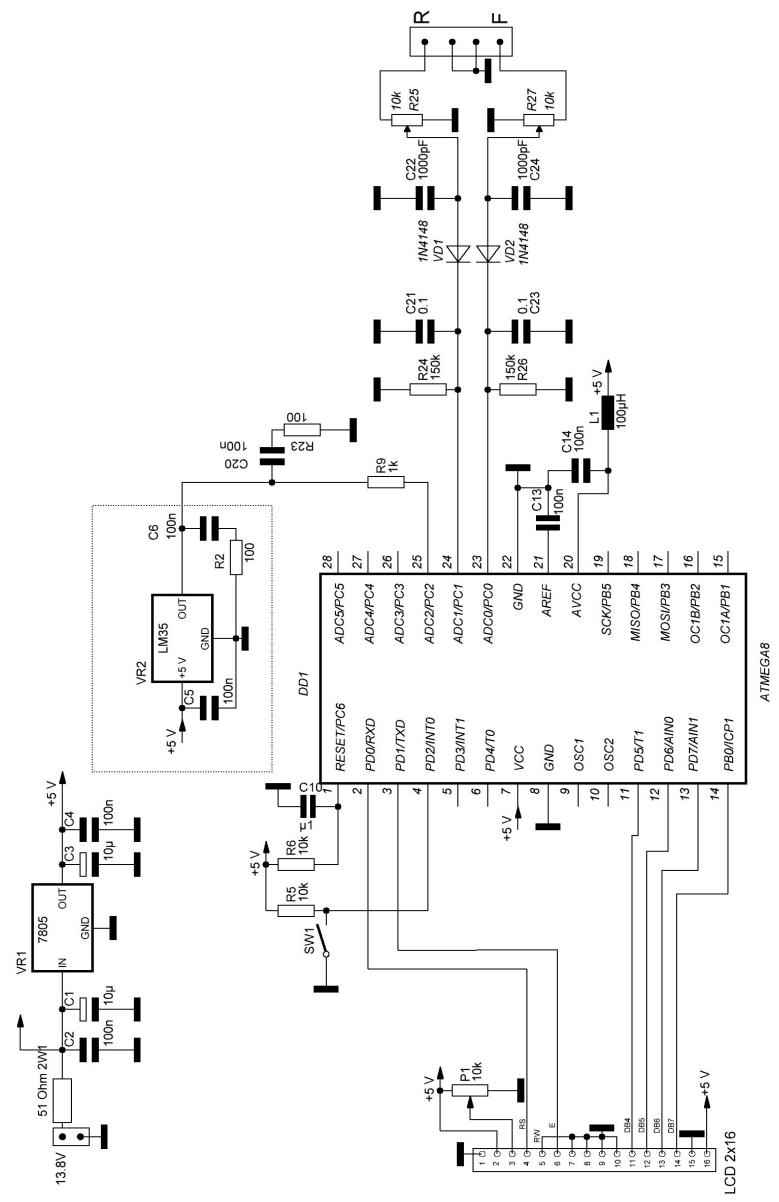 R
F
10k
R25
R27
10k
C22
1000pF
1000pF
C24
1N4148
VD1
VD2
1N4148
C21
0.1
0.1
C23
R24
150k
150k
R26
+5 V
L1
100µH
C14
100n
C13
100n
100
R23
C20
100n
R9
1k
C6
100n
R2
100
VR2
LM35
OUT
GND
+5 V
C5
100n
+5 V
28
27
26
25
24
23
22
21
20
19
18
17
16
15
ADC5/PC5
ADC4/PC4
ADC3/PC3
ADC2/PC2
ADC1/PC1
ADC0/PC0
GND
AREF
AVCC
SCK/PB5
MISO/PB4
MOSI/PB3
OC1B/PB2
OC1A/PB1
DD1
ATMEGA8
RESET/PC6
PD0/RXD
PD1/TXD
PD2/INT0
PD3/INT1
PD4/T0
VCC
GND
OSC1
OSC2
PD5/T1
PD6/AIN0
PD7/AIN1
PB0/ICP1
1
2
3
4
5
6
7
8
9
10
11
12
13
14
+5 V
C10
µ1
R6
10k
+5 V
R5
10k
SW1
+5 V
C4
100n
C3
10µ
VR1
7805
OUT
GND
IN
C1
10µ
C2
100n
51 Ohm 2W1
13.8V
+5 V
P1
10k
RS
RW
E
DB4
DB5
DB6
DB7
+5 V
1
2
3
4
5
6
7
8
9
10
11
12
13
14
15
16
LCD 2x16